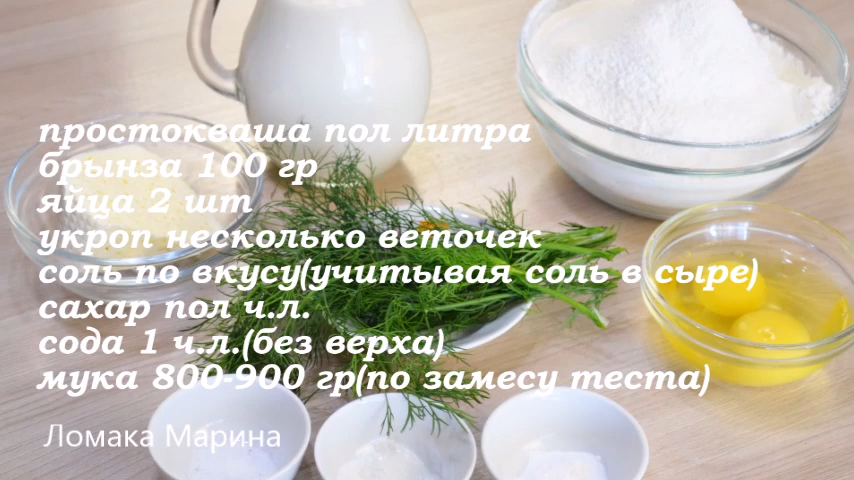 простокваша пол литра
брынза 100 гр
яйца 2 шт
укроп несколько веточек
соль по вкусу(учитывая соль в сыре)
сахар пол ч.л.
сода 1 ч.л.(без верха)
мука 800-900 гр(по замесу теста)
Ломака Марина